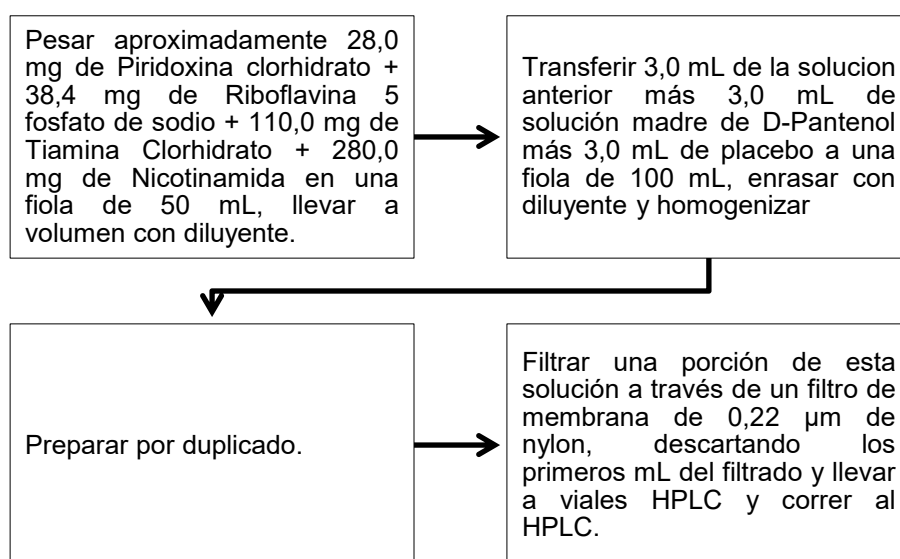 Pesar aproximadamente 28,0
mg de Piridoxina clorhidrato +
38,4 mg de Riboflavina 5
fosfato de sodio + 110,0 mg de
Tiamina Clorhidrato + 280,0
mg de Nicotinamida en una
fiola de 50 mL, llevar a
volumen con diluyente.
Transferir 3,0 mL de la solucion
anterior más 3,0 mL de
solución madre de D-Pantenol
más 3,0 mL de placebo a una
fiola de 100 mL, enrasar con
diluyente y homogenizar
Preparar por duplicado.
Filtrar una porción de esta
solución a través de un filtro de
membrana de 0,22 µm de
nylon, descartando los
primeros mL del filtrado y llevar
a viales HPLC y correr al
HPLC.